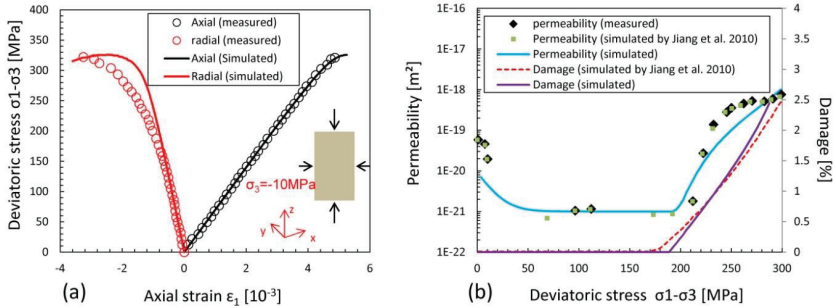 400
350
300
250
200
150
100
50
0
Deviatoric stress σ1-σ3 [MPa]
Axial (measured)
radial (measured)
Axial (Simulated)
Radial (simulated)
σ₃=-10MPa
z
y
x
-4
-2
0
2
4
6
(a)
Axial strain ε₁ [10⁻³]
1E-16
1E-17
1E-18
1E-19
1E-20
1E-21
1E-22
Permeability [m²]
permeability (measured)
Permeability (simulated by Jiang et al. 2010)
Permeability (simulated)
Damage (simulated by Jiang et al. 2010)
Damage (simulated)
4
3.5
3
2.5
2
1.5
1
0.5
0
Damage [%]
0
50
100
150
200
250
300
(b)
Deviatoric stress σ1-σ3 [MPa]